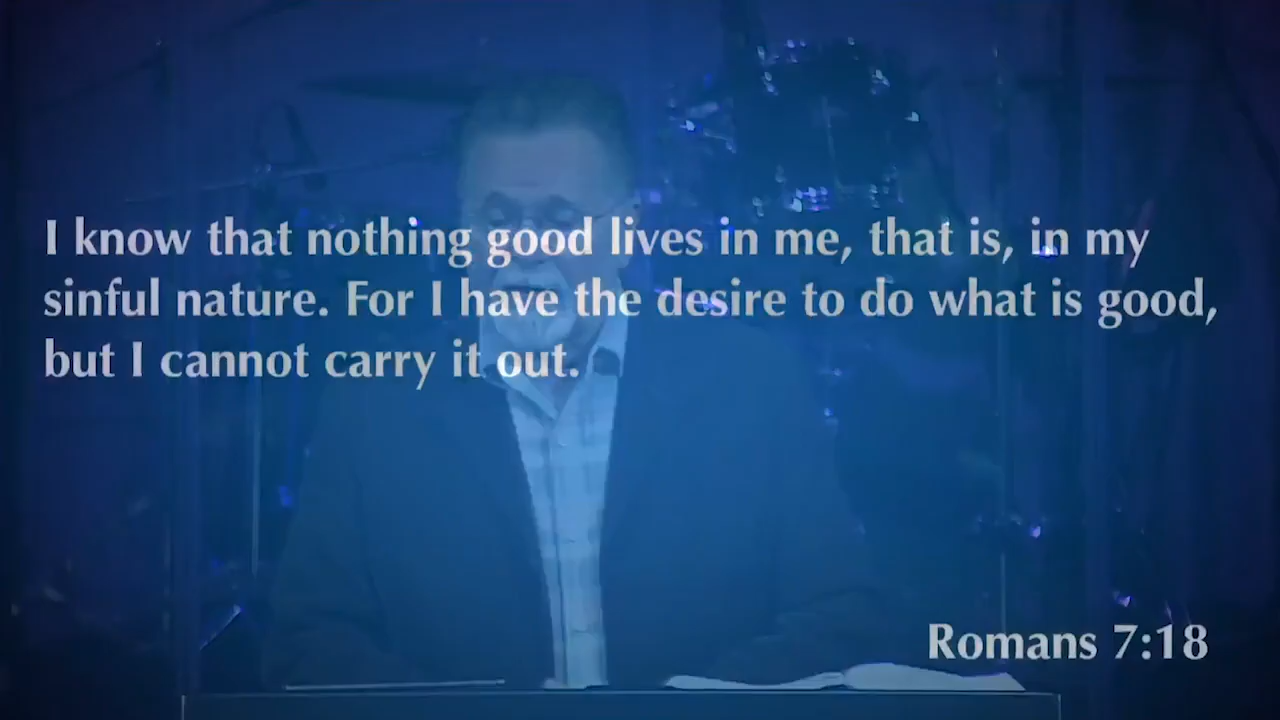 I know that nothing good lives in me, that is, in my
sinful nature. For I have the desire to do what is good,
but I cannot carry it out.
Romans 7:18